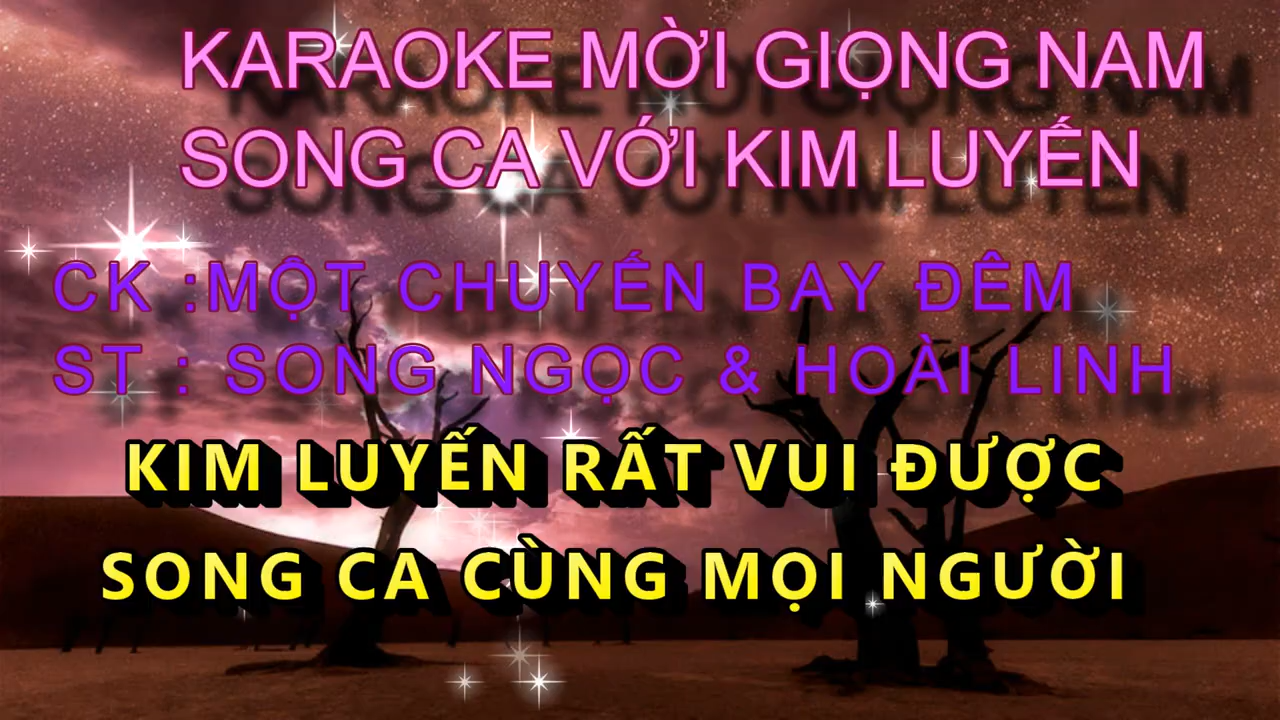 KARAOKE MỜI GIỌNG NAM
SONG CA VỚI KIM LUYẾN
CK :MỘT CHUYẾN BAY ĐÊM
ST : SONG NGỌC & HOÀI LINH
KIM LUYẾN RẤT VUI ĐƯỢC
SONG CA CÙNG MỌI NGƯỜI